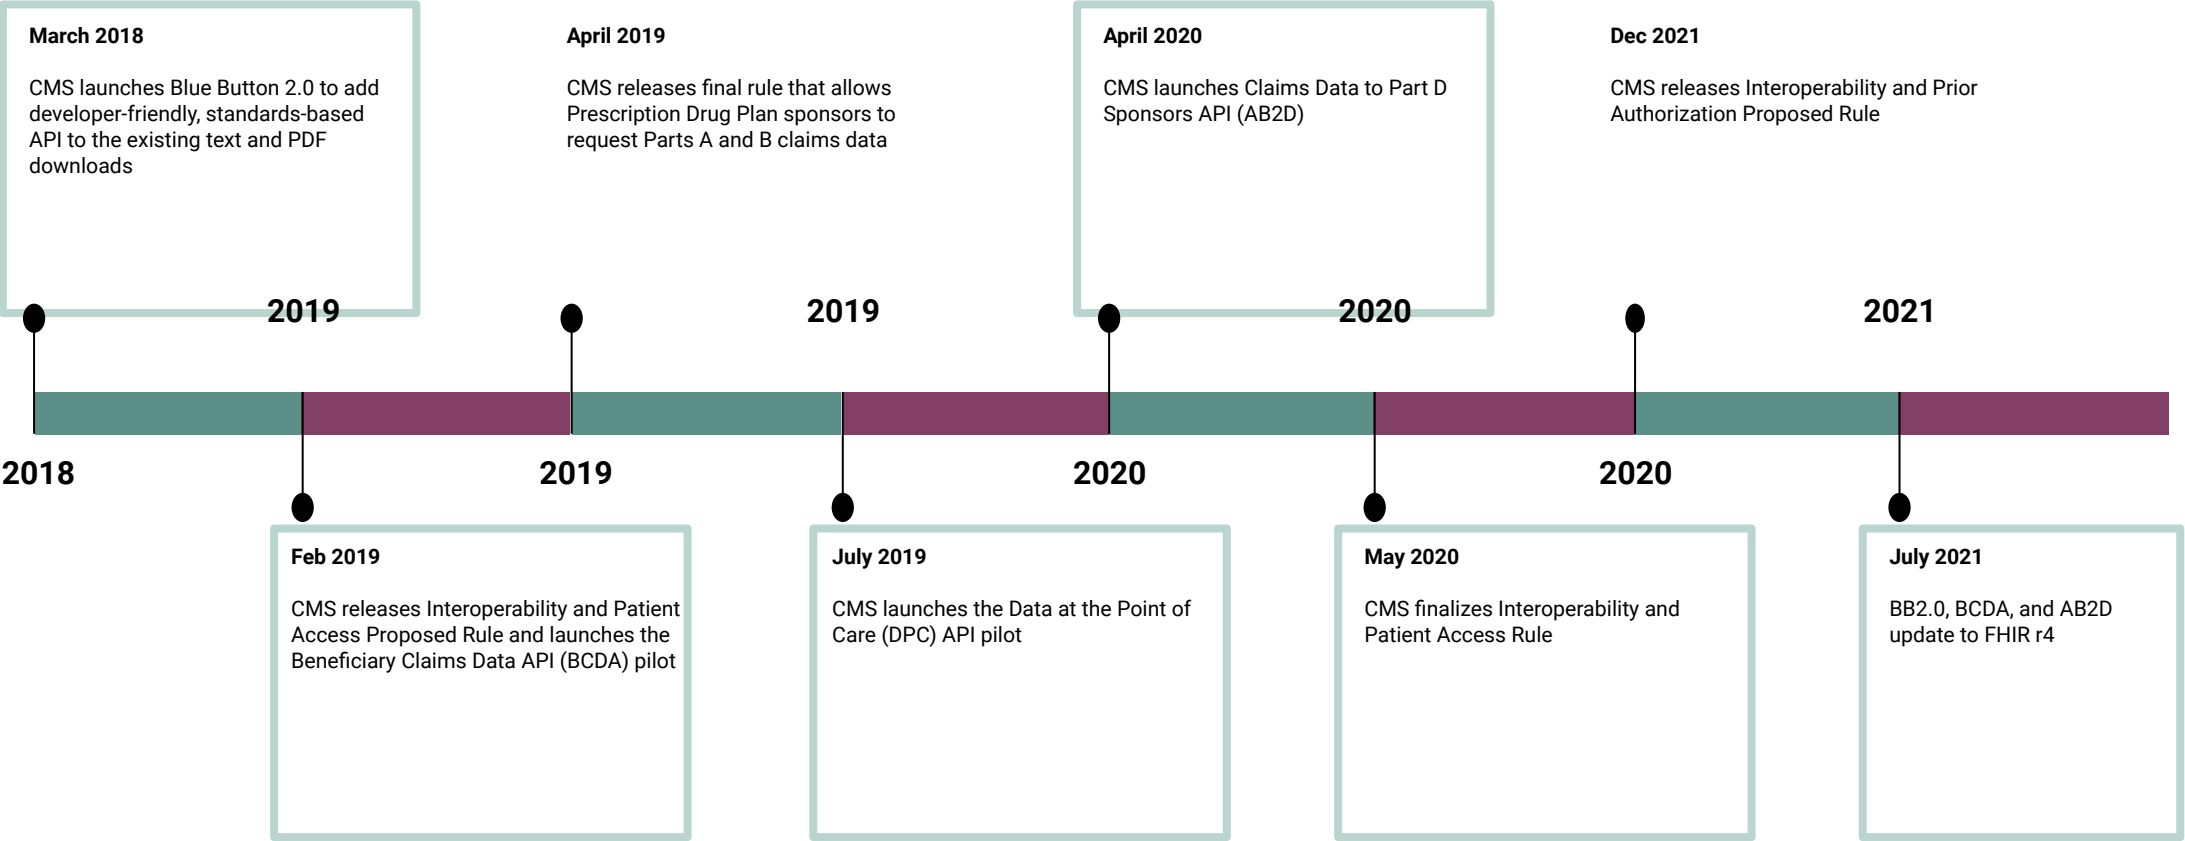 March 2018
CMS launches Blue Button 2.0 to add
developer-friendly, standards-based
API to the existing text and PDF
downloads
April 2019
CMS releases final rule that allows
Prescription Drug Plan sponsors to
request Parts A and B claims data
April 2020
CMS launches Claims Data to Part D
Sponsors API (AB2D)
Dec 2021
CMS releases Interoperability and Prior
Authorization Proposed Rule
2019
2019
2020
2021
2018
2019
2020
2020
Feb 2019
CMS releases Interoperability and Patient
Access Proposed Rule and launches the
Beneficiary Claims Data API (BCDA) pilot
July 2019
CMS launches the Data at the Point of
Care (DPC) API pilot
May 2020
CMS finalizes Interoperability and
Patient Access Rule
July 2021
BB2.0, BCDA, and AB2D
update to FHIR r4